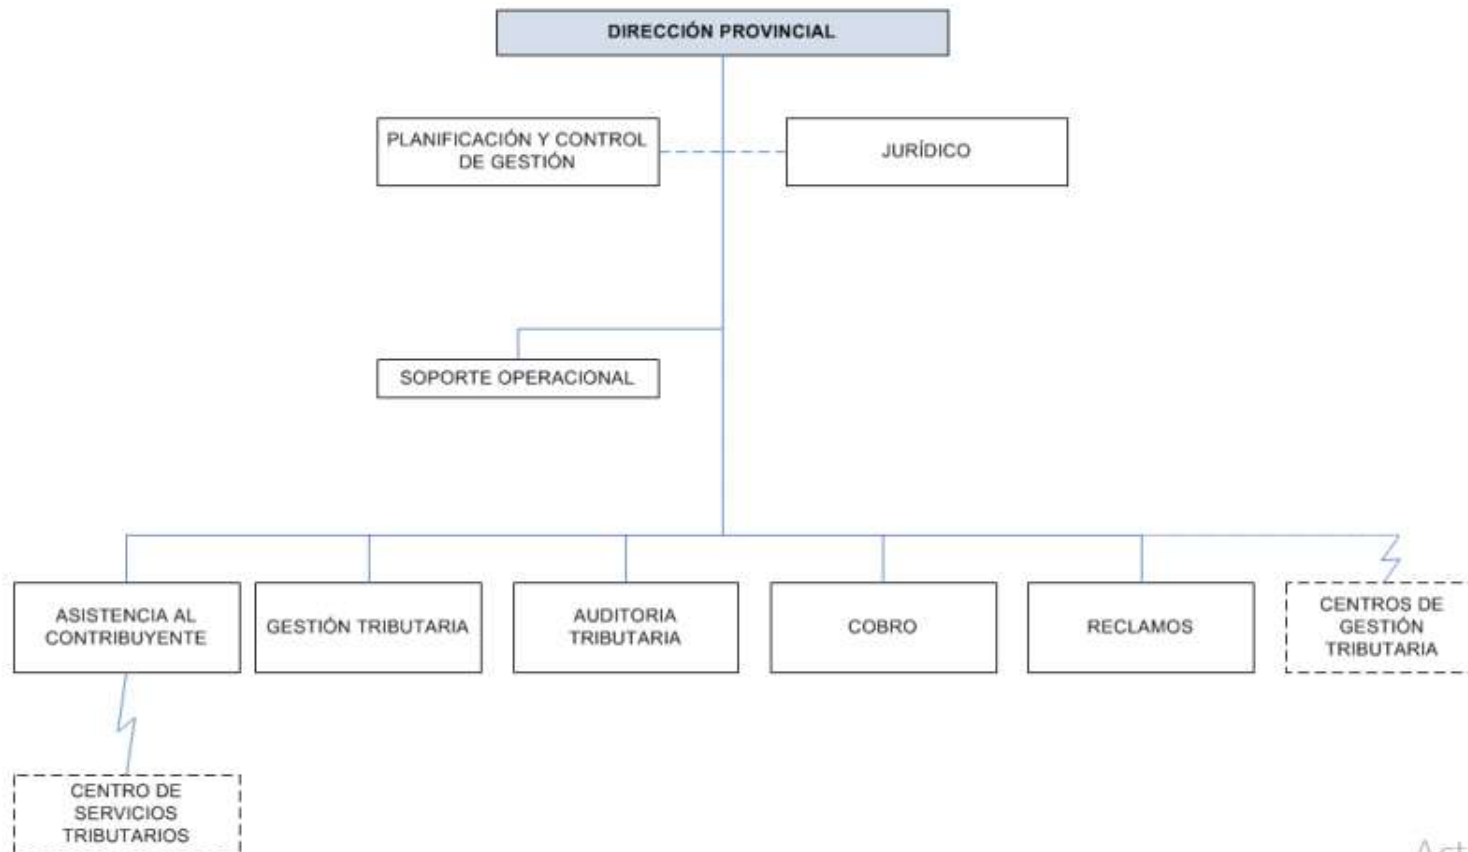 DIRECCIÓN PROVINCIAL
PLANIFICACIÓN Y CONTROL
DE GESTIÓN
JURÍDICO
SOPORTE OPERACIONAL
ASISTENCIA AL
CONTRIBUYENTE
GESTIÓN TRIBUTARIA
AUDITORIA
TRIBUTARIA
COBRO
RECLAMOS
CENTROS DE
GESTIÓN
TRIBUTARIA
CENTRO DE
SERVICIOS
TRIBUTARIOS